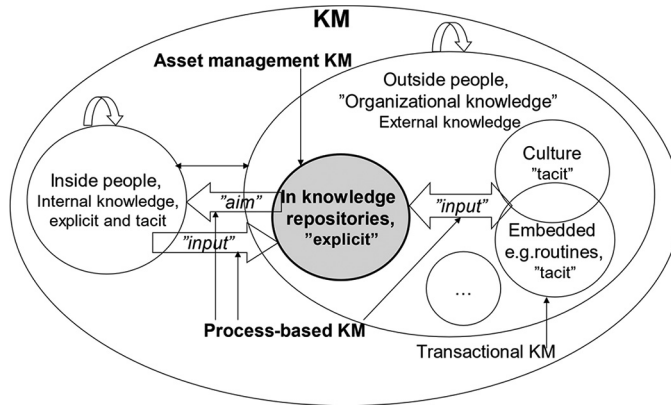 KM
Asset management KM
Outside people,
”Organizational knowledge”
External knowledge
Inside people,
Internal knowledge,
explicit and tacit
”aim”
”input”
In knowledge
repositories,
”explicit”
”input”
Culture
”tacit”
Embedded
e.g.routines,
”tacit”
...
Process-based KM
Transactional KM